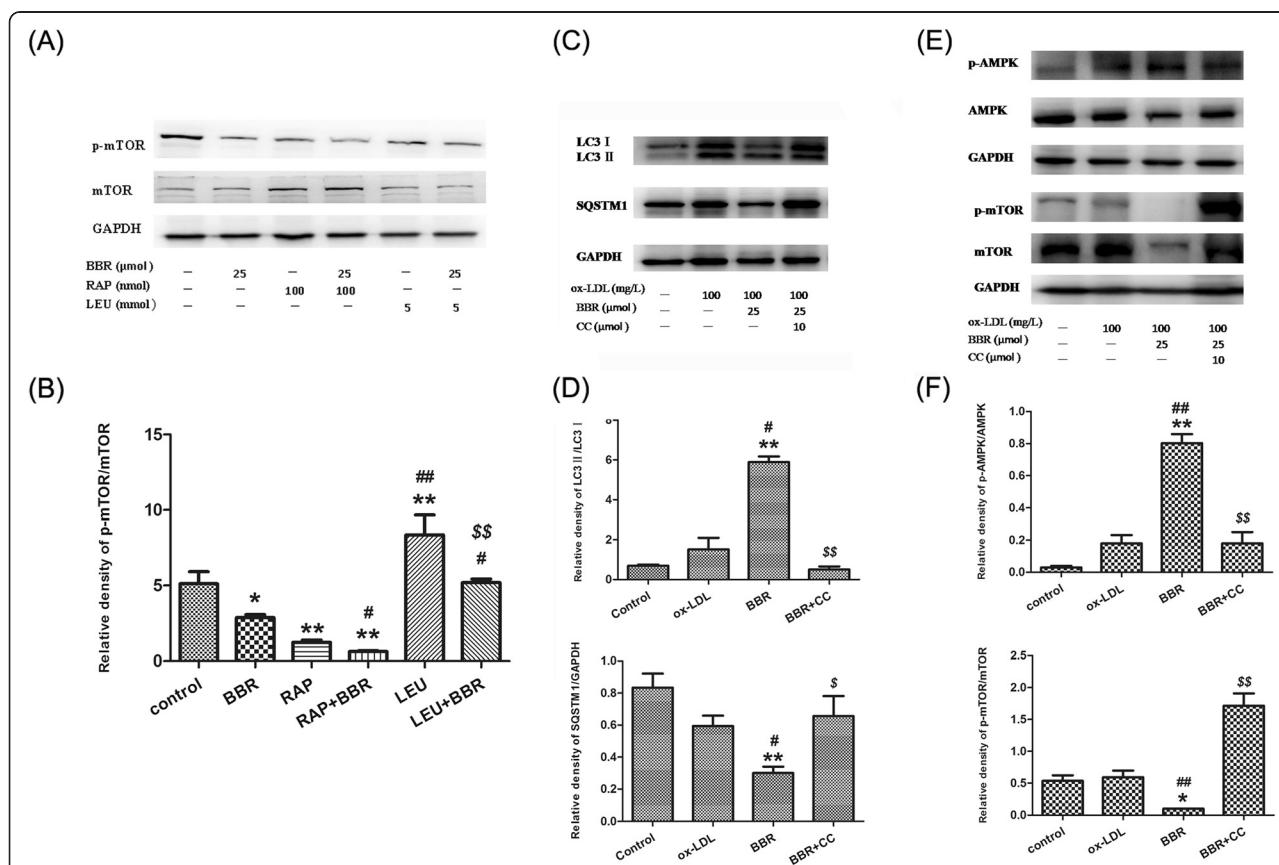 (A)
p-mTOR
mTOR
GAPDH
BBR (μmol) — 25 — 25 — 25
RAP (nmol) — — 100 100 — —
LEU (mmol) — — — — 5 5
(B)
Relative density of p-mTOR/mTOR
15
10
5
0
*
**
#
**
##
**
$$
#
control BBR RAP RAP+BBR LEU LEU+BBR
(C)
LC3 Ⅰ
LC3 Ⅱ
SQSTM1
GAPDH
ox-LDL (mg/L) — 100 100 100
BBR (μmol) — — 25 25
CC (μmol) — — — 10
(D)
Relative density of LC3 Ⅱ/LC3 Ⅰ
8
6
4
2
0
#
**
$$
Control ox-LDL BBR BBR+CC
Relative density of SQSTM1/GAPDH
1.0
0.8
0.6
0.4
0.2
0.0
#
**
$
Control ox-LDL BBR BBR+CC
(E)
p-AMPK
AMPK
GAPDH
p-mTOR
mTOR
GAPDH
ox-LDL (mg/L) — 100 100 100
BBR (μmol) — — 25 25
CC (μmol) — — — 10
(F)
Relative density of p-AMPK/AMPK
1.0
0.8
0.6
0.4
0.2
0.0
##
**
$$
control ox-LDL BBR BBR+CC
Relative density of p-mTOR/mTOR
2.5
2.0
1.5
1.0
0.5
0.0
##
*
$$
control ox-LDL BBR BBR+CC